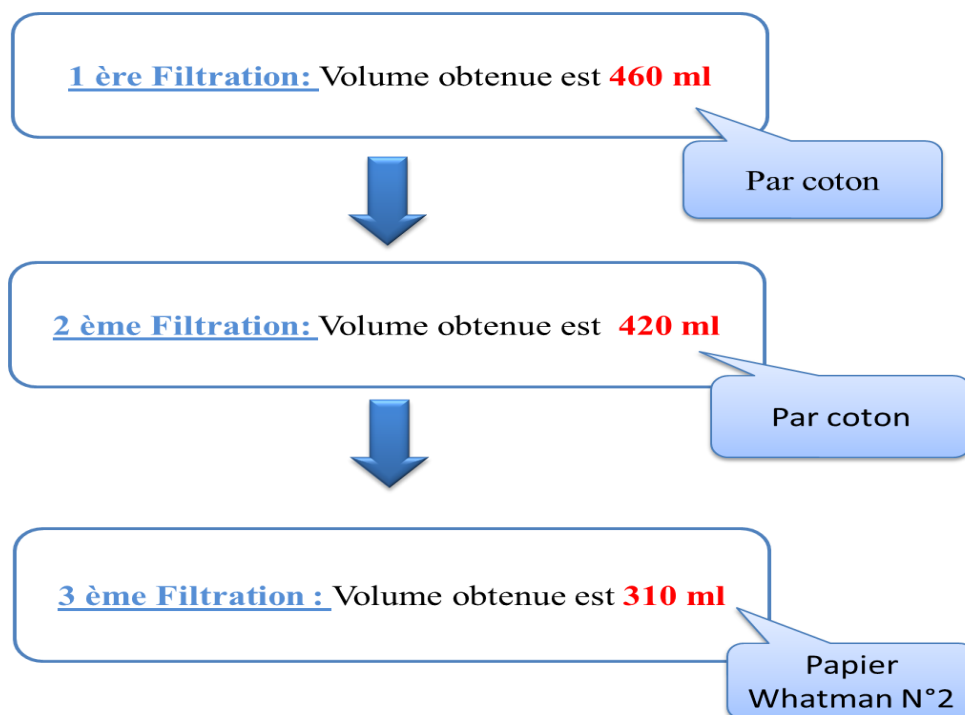 1 ère Filtration: Volume obtenue est 460 ml
Par coton
2 ème Filtration: Volume obtenue est 420 ml
Par coton
3 ème Filtration : Volume obtenue est 310 ml
Papier
Whatman N°2